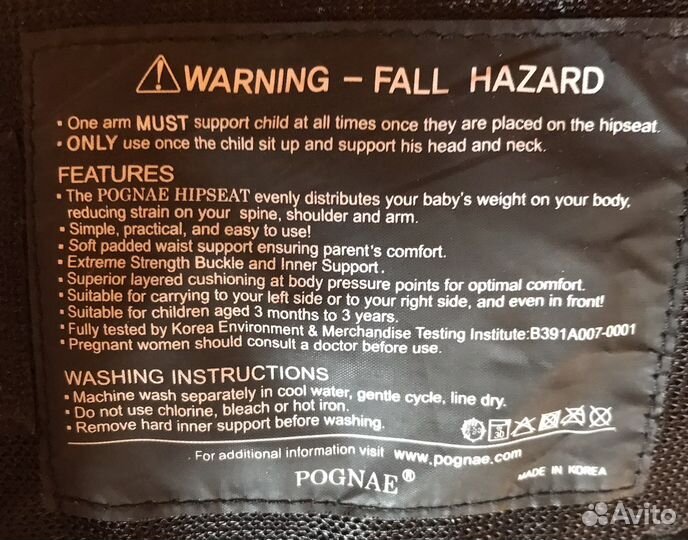 ⚠ WARNING – FALL HAZARD
• One arm MUST support child at all times once they are placed on the hipseat.
• ONLY use once the child sit up and support his head and neck.
FEATURES
• The POGNAE HIPSEAT evenly distributes your baby's weight on your body,
reducing strain on your spine, shoulder and arm.
• Simple, practical, and easy to use!
• Soft padded waist support ensuring parent's comfort.
• Extreme Strength Buckle and Inner Support.
• Superior layered cushioning at body pressure points for optimal comfort.
• Suitable for carrying to your left side or to your right side, and even in front!
• Suitable for children aged 3 months to 3 years.
• Fully tested by Korea Environment & Merchandise Testing Institute:B391A007-0001
• Pregnant women should consult a doctor before use.
WASHING INSTRUCTIONS
• Machine wash separately in cool water, gentle cycle, line dry.
• Do not use chlorine, bleach or hot iron.
• Remove hard inner support before washing.
For additional information visit www.pognae.com
POGNAE®
MADE IN KOREA
Avito